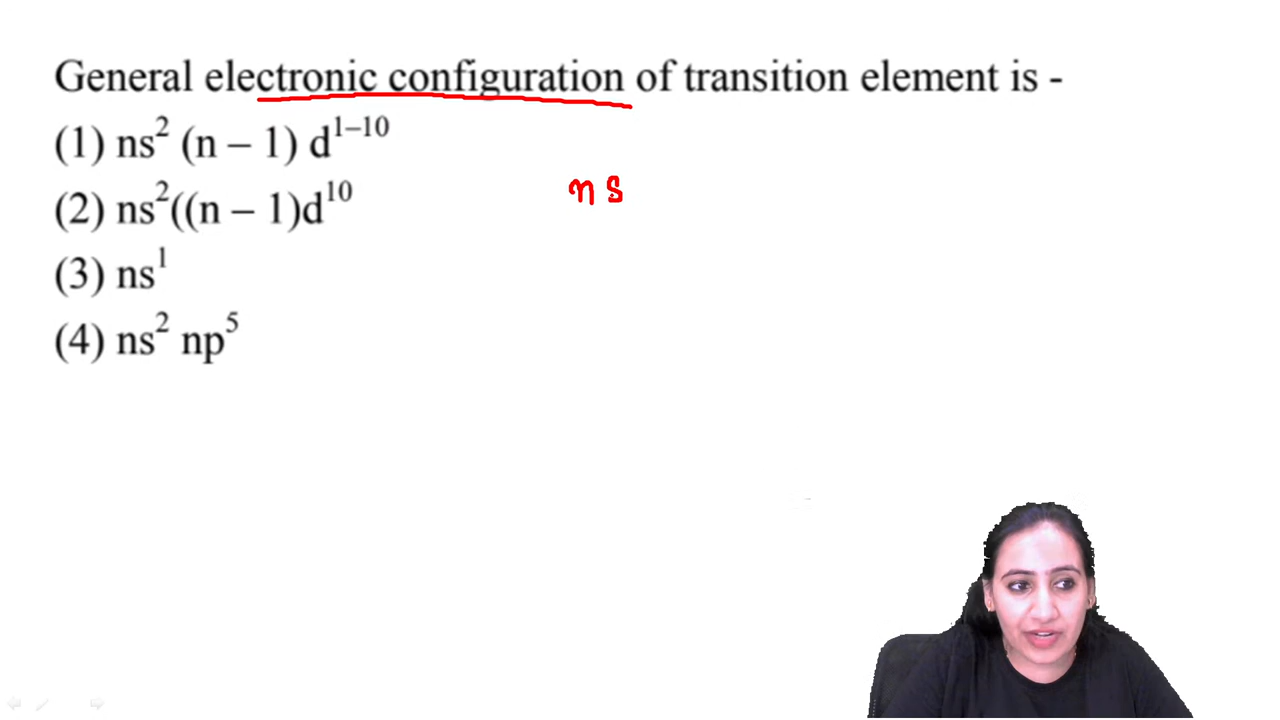 General electronic configuration of transition element is -
(1) ns² (n – 1) d¹⁻¹⁰
(2) ns²((n – 1)d¹⁰
(3) ns¹
(4) ns² np⁵
ns